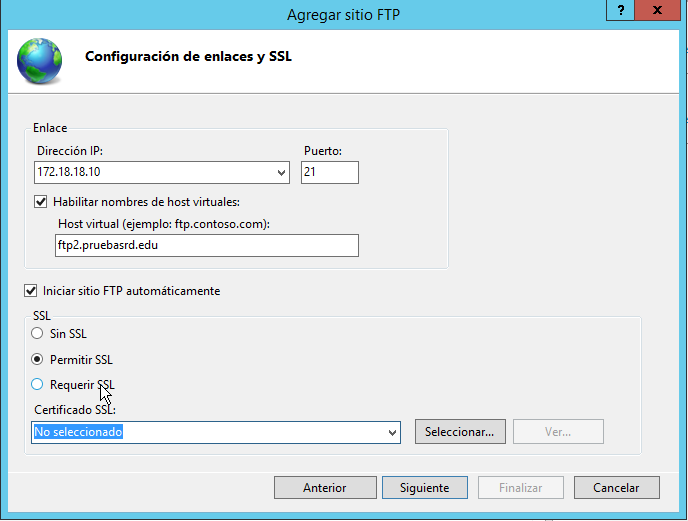 Agregar sitio FTP
?
x
Configuración de enlaces y SSL
Enlace
Dirección IP:
Puerto:
172.18.18.10
21
Habilitar nombres de host virtuales:
Host virtual (ejemplo: ftp.contoso.com):
ftp2.pruebasrd.edu
Iniciar sitio FTP automáticamente
SSL
Sin SSL
Permitir SSL
Requerir SSL
Certificado SSL:
No seleccionado
Seleccionar...
Ver...
Anterior
Siguiente
Finalizar
Cancelar